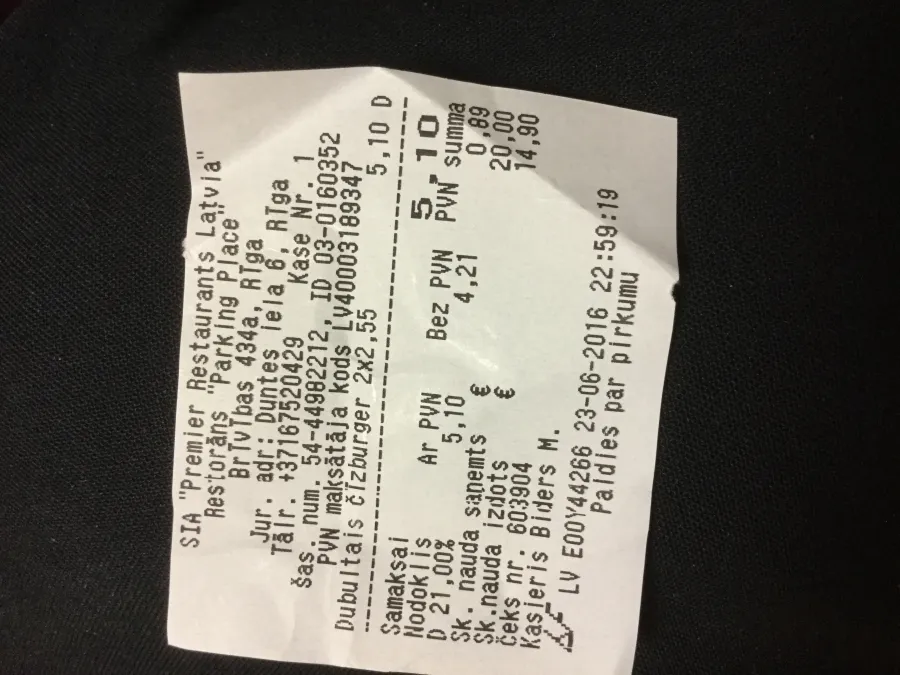 SIA "Premier Restaurants Latvia"
Restorāns "Parking Place"
Brīvības 434a, Rīga
Jur. adr: Duntes iela 6, Rīga
Tālr. +37167520429 Kase Nr. 1
Šas. num. 54-44982212, ID 03-0160352
PVN maksātāja kods LV40003189347
Dubultais čīzburger 2x2,55 5,10 D
Samaksai 5,10
Nodoklis Ar PVN Bez PVN PVN summa
D 21,00% 5,10 4,21 0,89
Sk. nauda saņemts € 20,00
Sk.nauda izdots € 14,90
Čeks nr. 603904
Kasieris Biders M.
LV EOOY44266 23-06-2016 22:59:19
Paldies par pirkumu